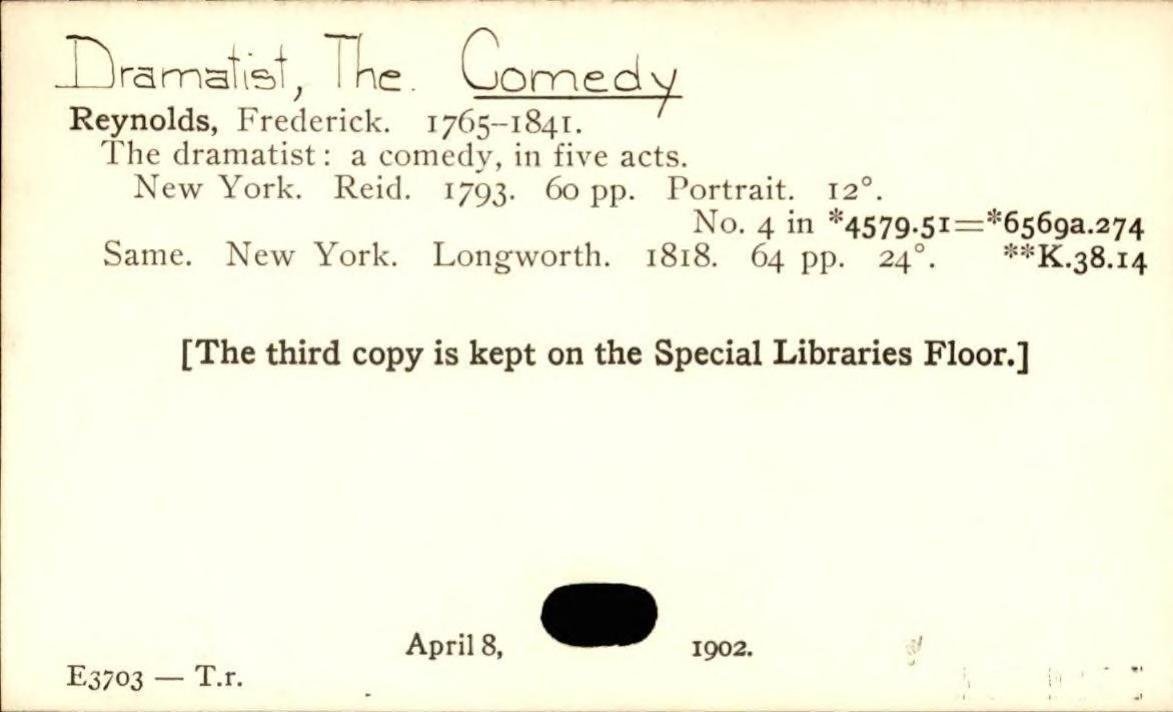 Dramatist, The. Comedy
Reynolds, Frederick. 1765–1841.
The dramatist: a comedy, in five acts.
New York. Reid. 1793. 60 pp. Portrait. 12°.
No. 4 in *4579.51=*6569a.274
Same. New York. Longworth. 1818. 64 pp. 24°. **K.38.14
[The third copy is kept on the Special Libraries Floor.]
April 8, 1902.
E3703 — T.r.